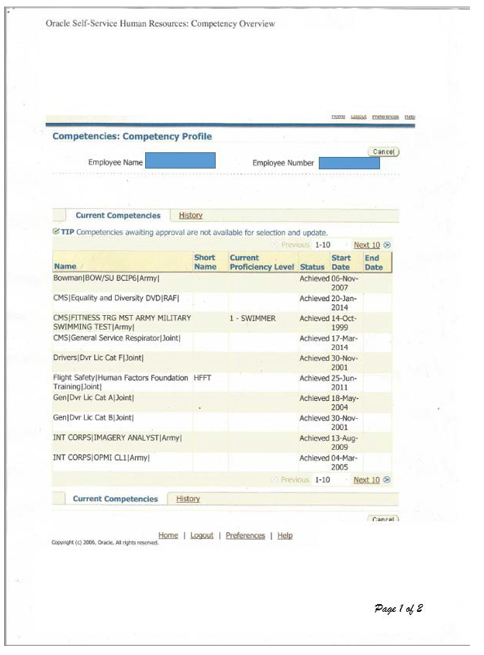 Oracle Self-Service Human Resources: Competency Overview
Home Logout Preferences Help
Competencies: Competency Profile
Cancel
Employee Name Employee Number
Current Competencies History
TIP Competencies awaiting approval are not available for selection and update.
Previous 1-10 Next 10
Name Short Name Current Proficiency Level Status Start Date End Date
Bowman|BOW/SU BCIP6|Army| Achieved 06-Nov-2007
CMS|Equality and Diversity DVD|RAF| Achieved 20-Jan-2014
CMS|FITNESS TRG MST ARMY MILITARY SWIMMING TEST|Army| 1 - SWIMMER Achieved 14-Oct-1999
CMS|General Service Respirator|Joint| Achieved 17-Mar-2014
Drivers|Dvr Lic Cat F|Joint| Achieved 30-Nov-2001
Flight Safety|Human Factors Foundation Training|Joint| HFFT Achieved 25-Jun-2011
Gen|Dvr Lic Cat A|Joint| Achieved 18-May-2004
Gen|Dvr Lic Cat B|Joint| Achieved 30-Nov-2001
INT CORPS|IMAGERY ANALYST|Army| Achieved 13-Aug-2009
INT CORPS|OPMI CL1|Army| Achieved 04-Mar-2005
Previous 1-10 Next 10
Current Competencies History
Cancel
Home | Logout | Preferences | Help
Copyright (c) 2006, Oracle. All rights reserved.
Page 1 of 2